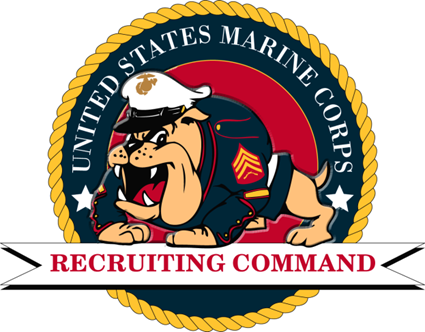 UNITED STATES MARINE CORPS
RECRUITING COMMAND